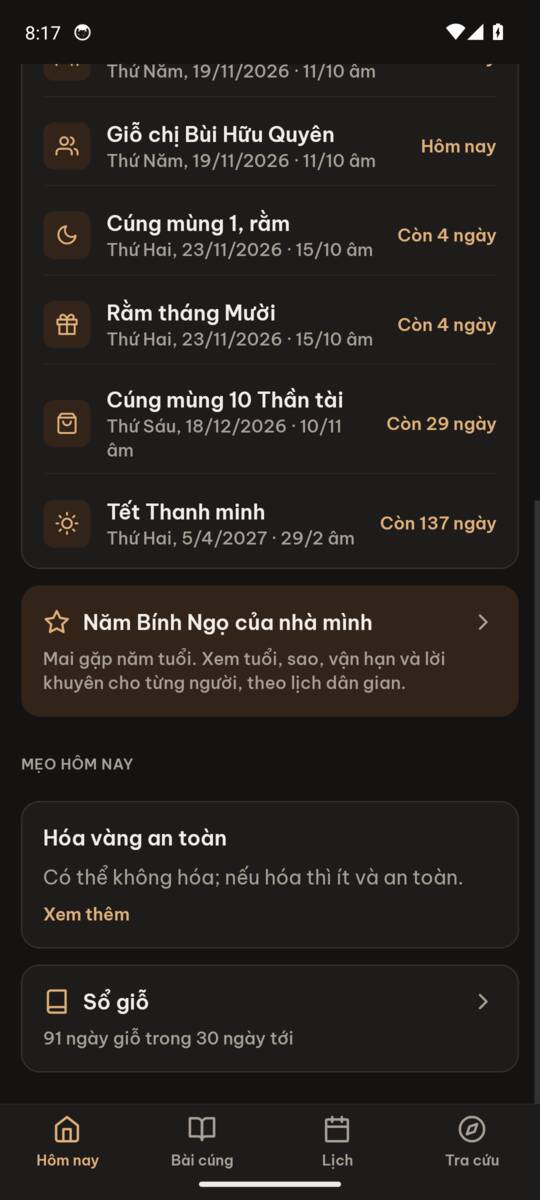 8:17
Thứ Năm, 19/11/2026 · 11/10 âm
Giỗ chị Bùi Hữu Quyên
Thứ Năm, 19/11/2026 · 11/10 âm
Hôm nay
Cúng mùng 1, rằm
Thứ Hai, 23/11/2026 · 15/10 âm
Còn 4 ngày
Rằm tháng Mười
Thứ Hai, 23/11/2026 · 15/10 âm
Còn 4 ngày
Cúng mùng 10 Thần tài
Thứ Sáu, 18/12/2026 · 10/11
âm
Còn 29 ngày
Tết Thanh minh
Thứ Hai, 5/4/2027 · 29/2 âm
Còn 137 ngày
Năm Bính Ngọ của nhà mình
Mai gặp năm tuổi. Xem tuổi, sao, vận hạn và lời
khuyên cho từng người, theo lịch dân gian.
MẸO HÔM NAY
Hóa vàng an toàn
Có thể không hóa; nếu hóa thì ít và an toàn.
Xem thêm
Sổ giỗ
91 ngày giỗ trong 30 ngày tới
Hôm nay
Bài cúng
Lịch
Tra cứu